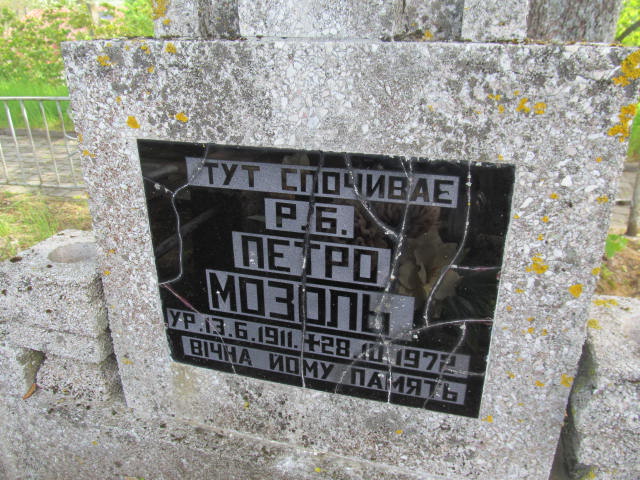 ТУТ СПОЧИВАЕ
Р.Б.
ПЕТРО
МОЗОЛЬ
УР.13.6.1911.+28.10.1979
ВІЧНА ЙОМУ ПАМЯТЬ